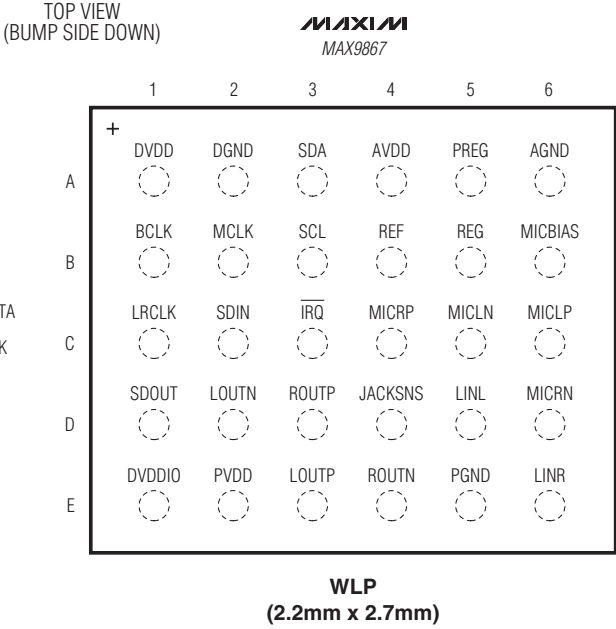 TOP VIEW
(BUMP SIDE DOWN)
MAXIM
MAX9867
1 2 3 4 5 6
+
DVDD DGND SDA AVDD PREG AGND
A
BCLK MCLK SCL REF REG MICBIAS
B
LRCLK SDIN IRQ MICRP MICLN MICLP
TA
K
C
SDOUT LOUTN ROUTP JACKSNS LINL MICRN
D
DVDDIO PVDD LOUTP ROUTN PGND LINR
E
WLP
(2.2mm x 2.7mm)